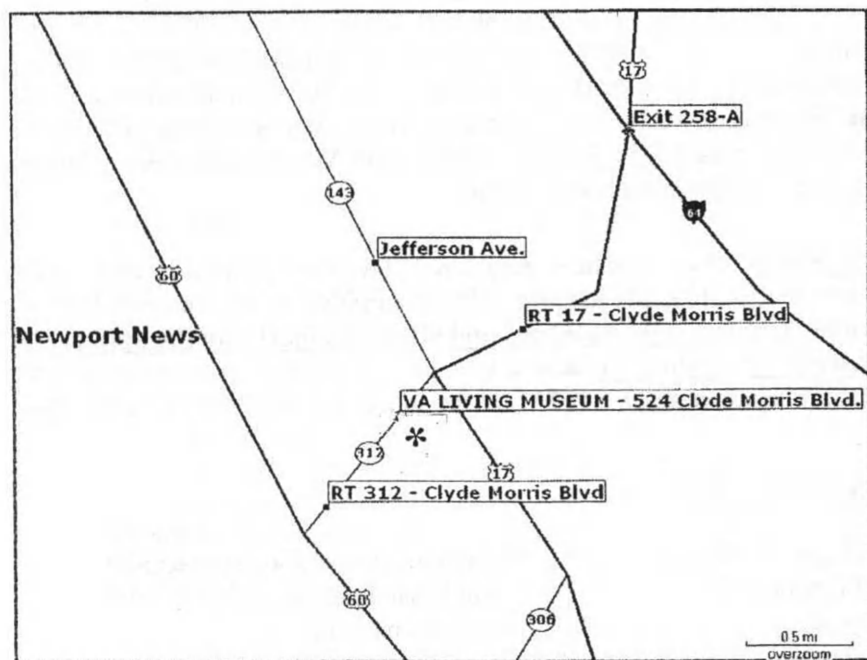 17
Exit 258-A
143
64
Jefferson Ave.
60
RT 17 - Clyde Morris Blvd
Newport News
VA LIVING MUSEUM - 524 Clyde Morris Blvd.
312
17
RT 312 - Clyde Morris Blvd
60
306
0.5 mi
overzoom